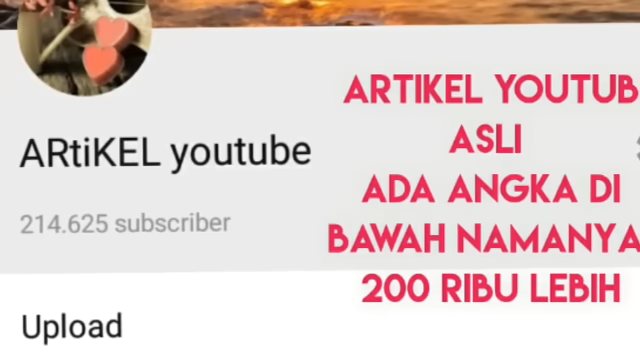 ARtiKEL youtube
214.625 subscriber
Upload
ARTIKEL YOUTUB
ASLI
ADA ANGKA DI
BAWAH NAMANYA
200 RIBU LEBIH